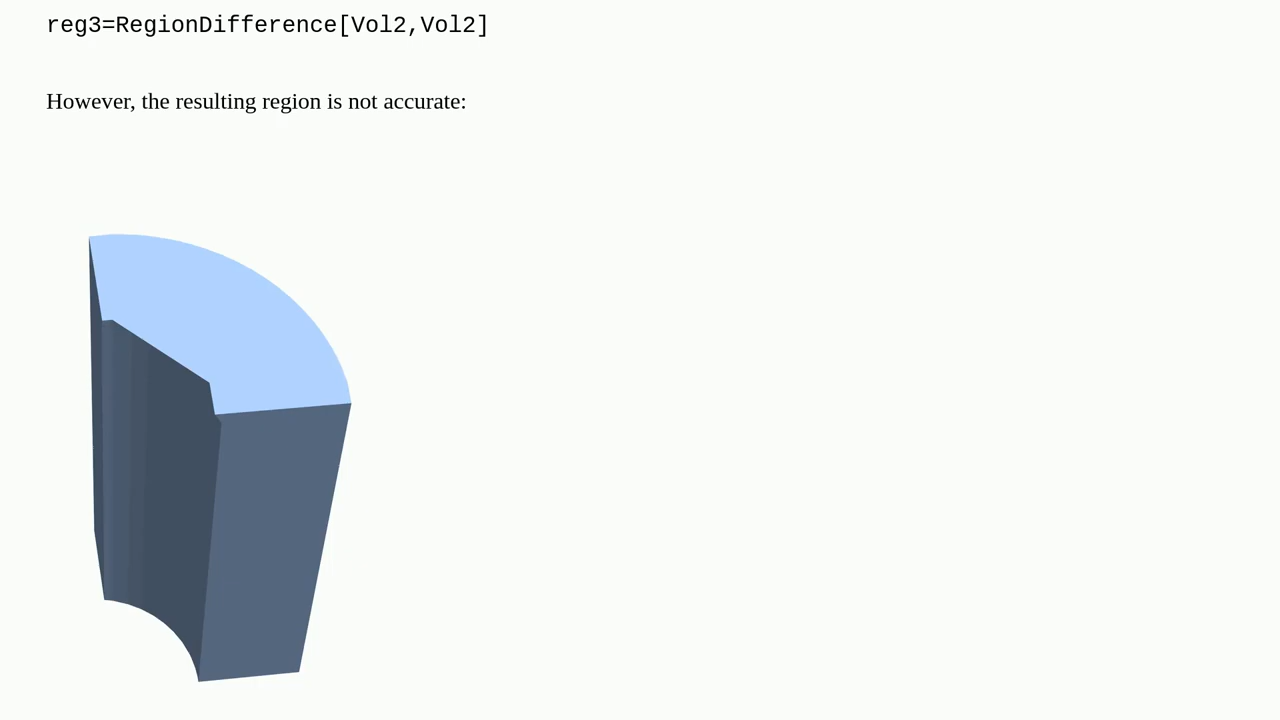 reg3=RegionDifference[Vol2,Vol2]
However, the resulting region is not accurate: